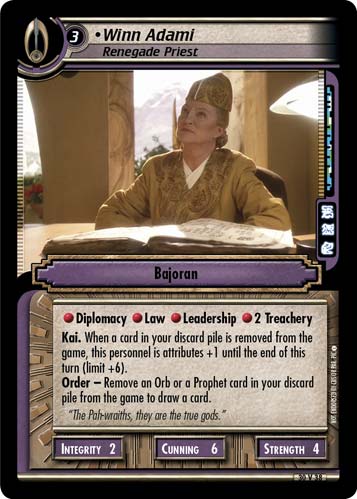 3
•Winn Adami
Renegade Priest
Bajoran
Diplomacy Law Leadership 2 Treachery
Kai. When a card in your discard pile is removed from
the game, this personnel is attributes +1 until the end of this
turn (limit +6).
Order – Remove an Orb or a Prophet card in your discard
pile from the game to draw a card.
"The Pah-wraiths, they are the true gods."
INTEGRITY 2 CUNNING 6 STRENGTH 4